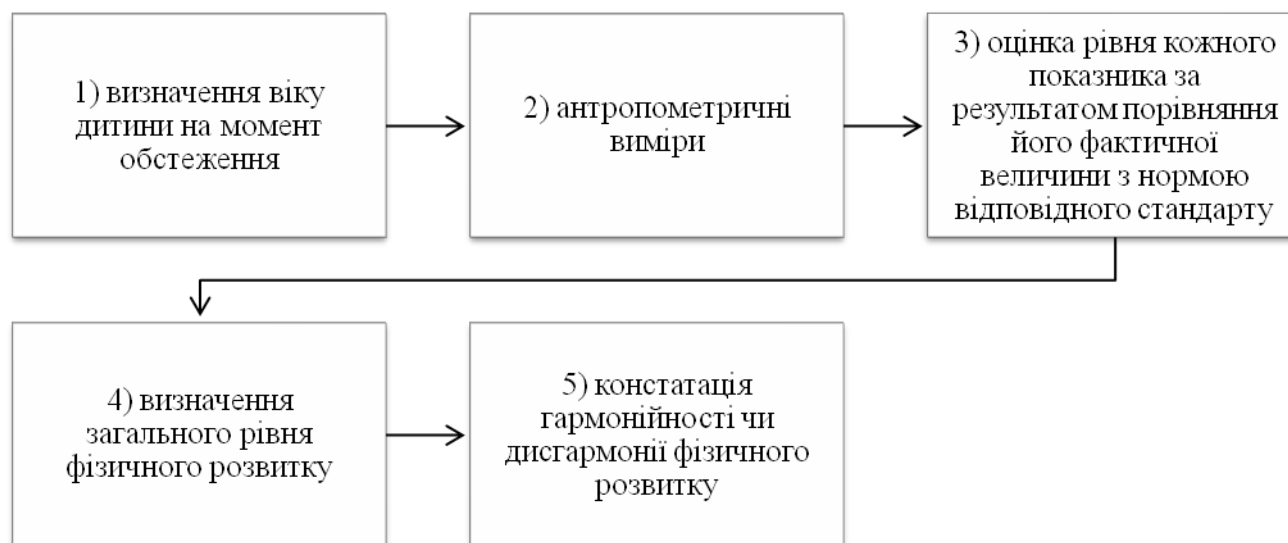 1) визначення віку
дитини на момент
обстеження
2) антропометричні
виміри
3) оцінка рівня кожного
показника за
результатом порівняння
його фактичної
величини з нормою
відповідного стандарту
4) визначення
загального рівня
фізичного розвитку
5) констатація
гармонійності чи
дисгармонії фізичного
розвитку